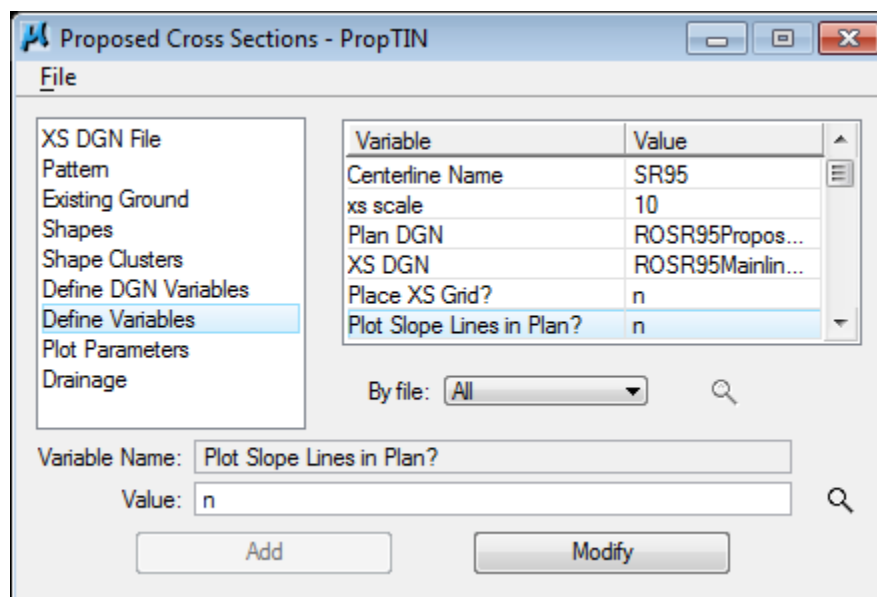 Proposed Cross Sections - PropTIN
File
XS DGN File
Pattern
Existing Ground
Shapes
Shape Clusters
Define DGN Variables
Define Variables
Plot Parameters
Drainage
Variable Value
Centerline Name SR95
xs scale 10
Plan DGN ROSR95Propos...
XS DGN ROSR95Mainlin...
Place XS Grid? n
Plot Slope Lines in Plan? n
By file: All
Variable Name: Plot Slope Lines in Plan?
Value: n
Add Modify